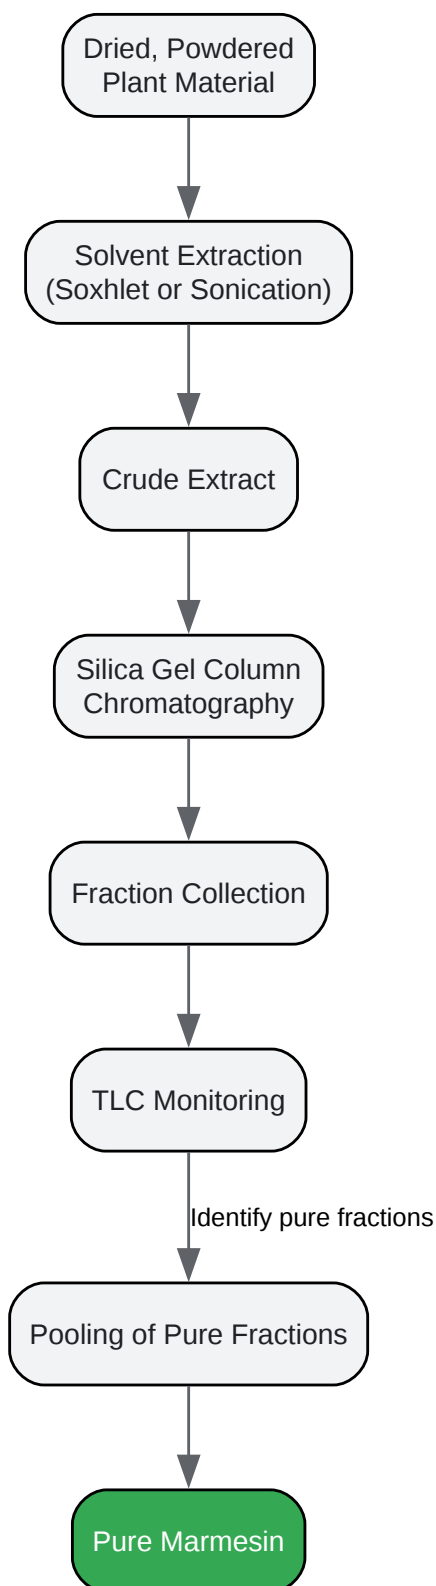 Dried, Powdered
Plant Material
Solvent Extraction
(Soxhlet or Sonication)
Crude Extract
Silica Gel Column
Chromatography
Fraction Collection
TLC Monitoring
Identify pure fractions
Pooling of Pure Fractions
Pure Marmesin